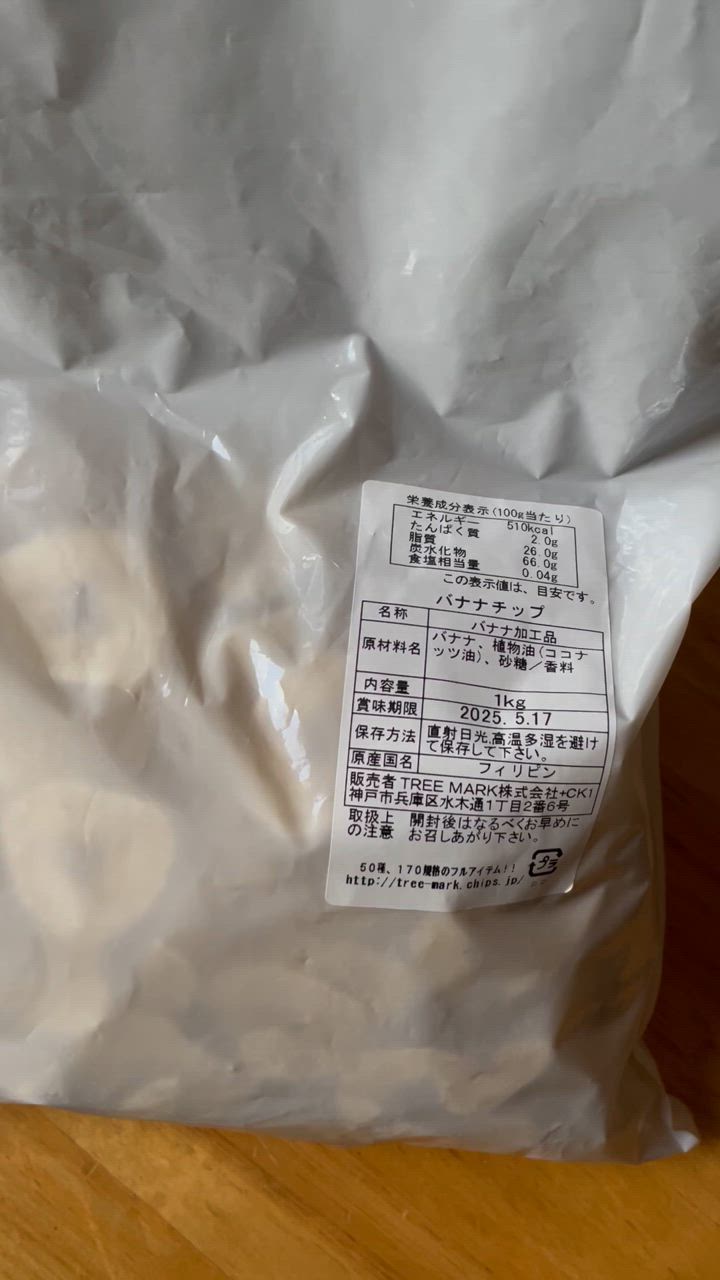 栄養成分表示(100g当たり)
エネルギー 510kcal
たんぱく質 2.0g
脂質 26.0g
炭水化物 66.0g
食塩相当量 0.04g
この表示値は、目安です。
バナナチップ
名称 バナナ加工品
原材料名 バナナ、植物油(ココナ
ッツ油)、砂糖／香料
内容量 1kg
賞味期限 2025. 5.17
保存方法 直射日光,高温多湿を避け
て保存して下さい。
原産国名 フィリピン
販売者 TREE MARK株式会社+CK1
神戸市兵庫区水木通1丁目2番6号
取扱上 開封後はなるべくお早めに
の注意 お召しあがり下さい。
プラ
50種、170規格のフルアイテム!!
http://tree-mark.chips.jp/